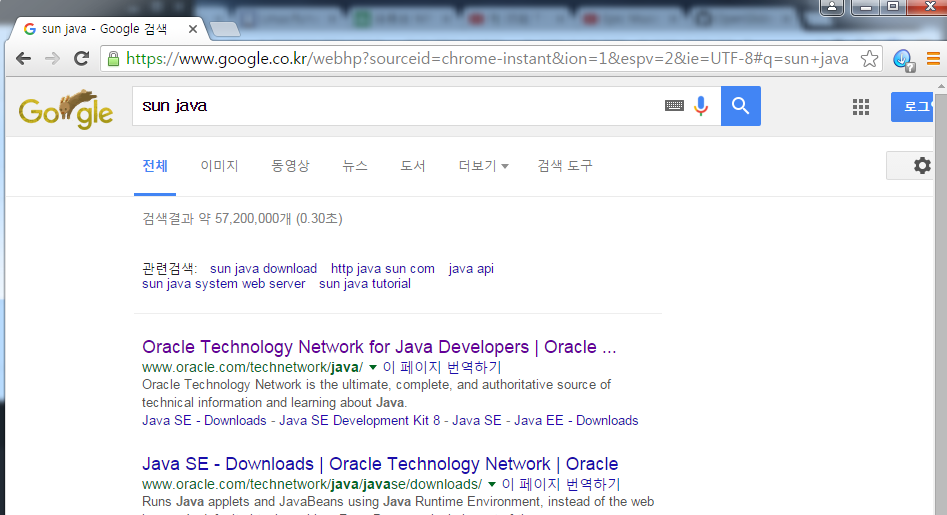 sun java - Google 검색
https://www.google.co.kr/webhp?sourceid=chrome-instant&ion=1&espv=2&ie=UTF-8#q=sun+java
Google
sun java
전체 이미지 동영상 뉴스 도서 더보기 검색 도구
검색결과 약 57,200,000개 (0.30초)
관련검색: sun java download http java sun com java api
sun java system web server sun java tutorial
Oracle Technology Network for Java Developers | Oracle ...
www.oracle.com/technetwork/java/ 이 페이지 번역하기
Oracle Technology Network is the ultimate, complete, and authoritative source of
technical information and learning about Java.
Java SE - Downloads - Java SE Development Kit 8 - Java SE - Java EE - Downloads
Java SE - Downloads | Oracle Technology Network | Oracle
www.oracle.com/technetwork/java/javase/downloads/ 이 페이지 번역하기
Runs Java applets and JavaBeans using Java Runtime Environment, instead of the web